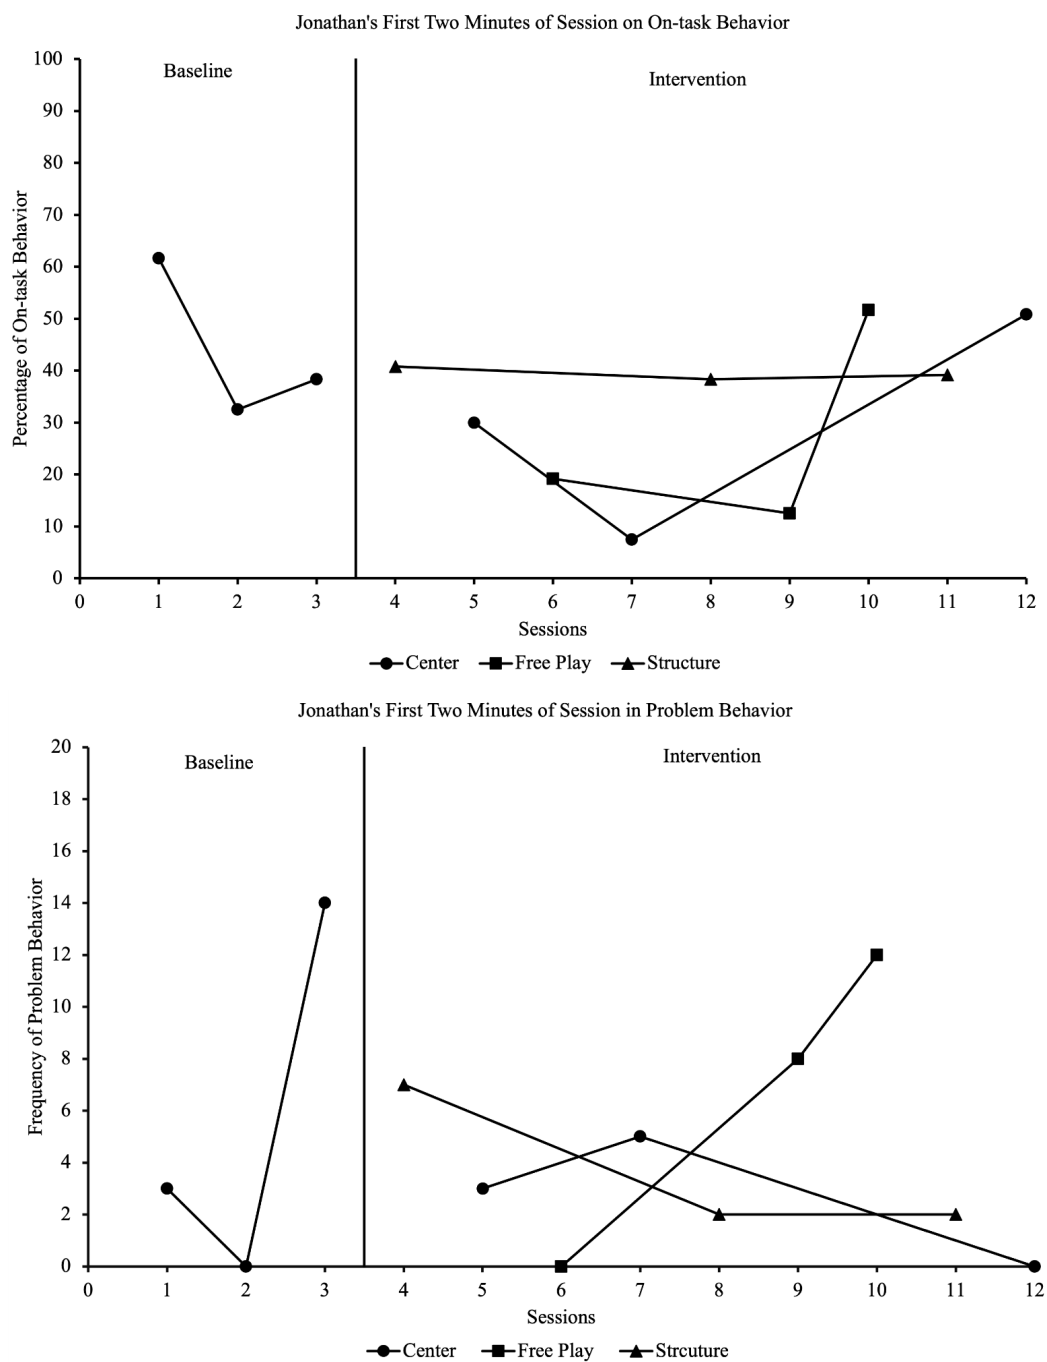 Jonathan's First Two Minutes of Session on On-task Behavior
Baseline
Intervention
Percentage of On-task Behavior
100
90
80
70
60
50
40
30
20
10
0
0 1 2 3 4 5 6 7 8 9 10 11 12
Sessions
Center Free Play Structure
Jonathan's First Two Minutes of Session in Problem Behavior
Baseline
Intervention
Frequency of Problem Behavior
20
18
16
14
12
10
8
6
4
2
0
0 1 2 3 4 5 6 7 8 9 10 11 12
Sessions
Center Free Play Strcuture